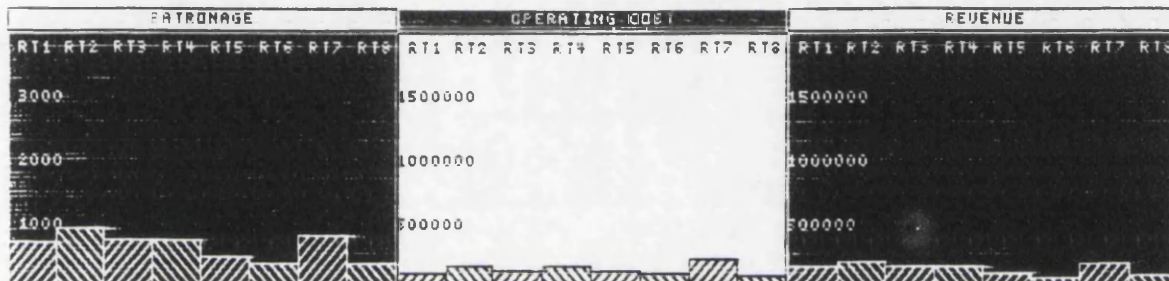 PATRONAGE
RT1 RT2 RT3 RT4 RT5 RT6 RT7 RT8
3000
2000
1000
OPERATING COST
RT1 RT2 RT3 RT4 RT5 RT6 RT7 RT8
1500000
1000000
500000
REVENUE
RT1 RT2 RT3 RT4 RT5 RT6 RT7 RT8
1500000
1000000
500000